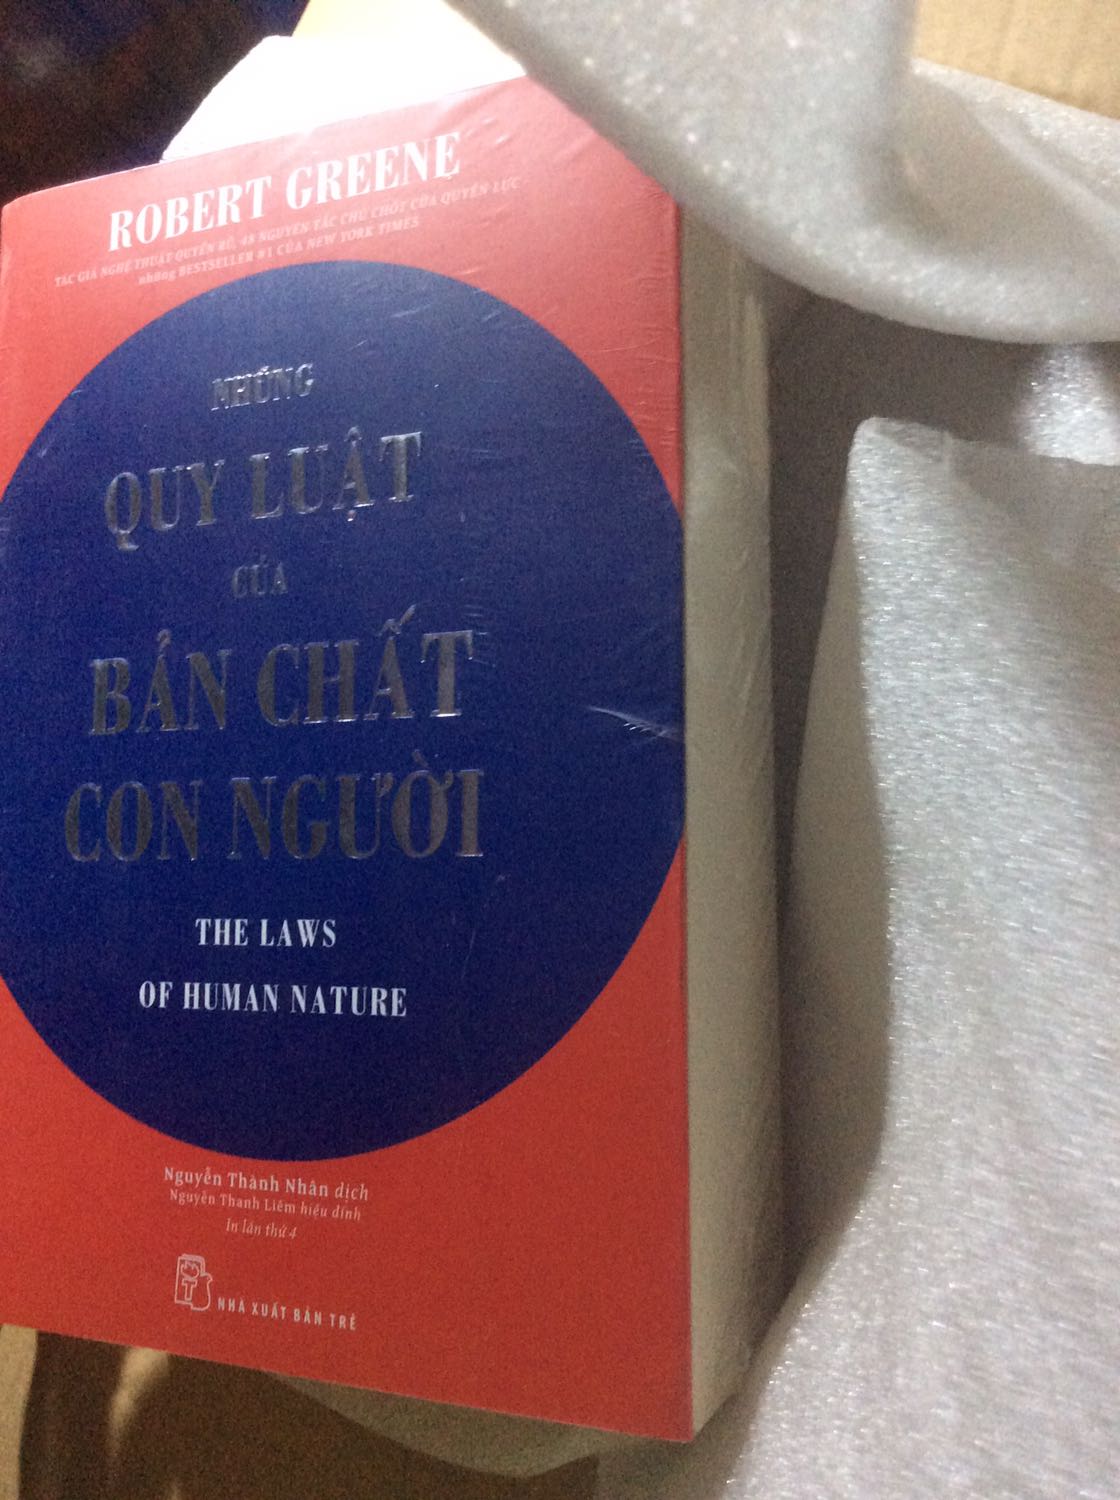 ROBERT GREENE
TÁC GIẢ NGHỆ THUẬT QUYẾN RŨ, 48 NGUYÊN TẮC CHỦ CHỐT CỦA QUYỀN LỰC
những BESTSELLER #1 CỦA NEW YORK TIMES
NHỮNG
QUY LUẬT
CỦA
BẢN CHẤT
CON NGƯỜI
THE LAWS
OF HUMAN NATURE
Nguyễn Thành Nhân dịch
Nguyễn Thanh Liêm hiệu đính
In lần thứ 4
NHÀ XUẤT BẢN TRẺ